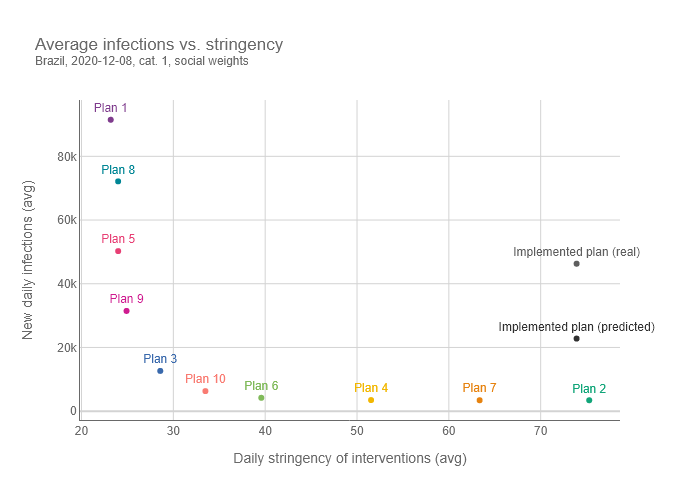 Average infections vs. stringency
Brazil, 2020-12-08, cat. 1, social weights
Plan 1
80k
Plan 8
60k
Plan 5
Implemented plan (real)
40k
Plan 9
Implemented plan (predicted)
20k
Plan 3
Plan 10
Plan 6
Plan 4
Plan 7
Plan 2
0
20
30
40
50
60
70
New daily infections (avg)
Daily stringency of interventions (avg)